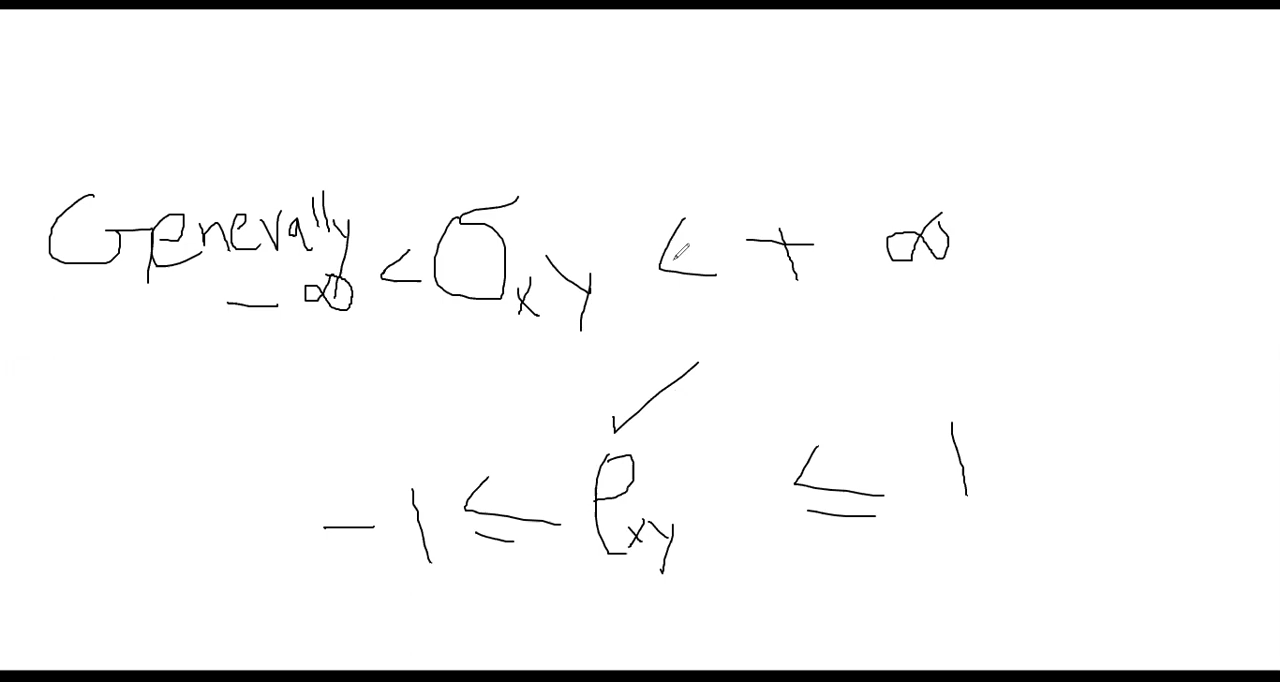 Generally
- ∞ < σxy < + ∞
- 1 ≤ ρxy ≤ 1